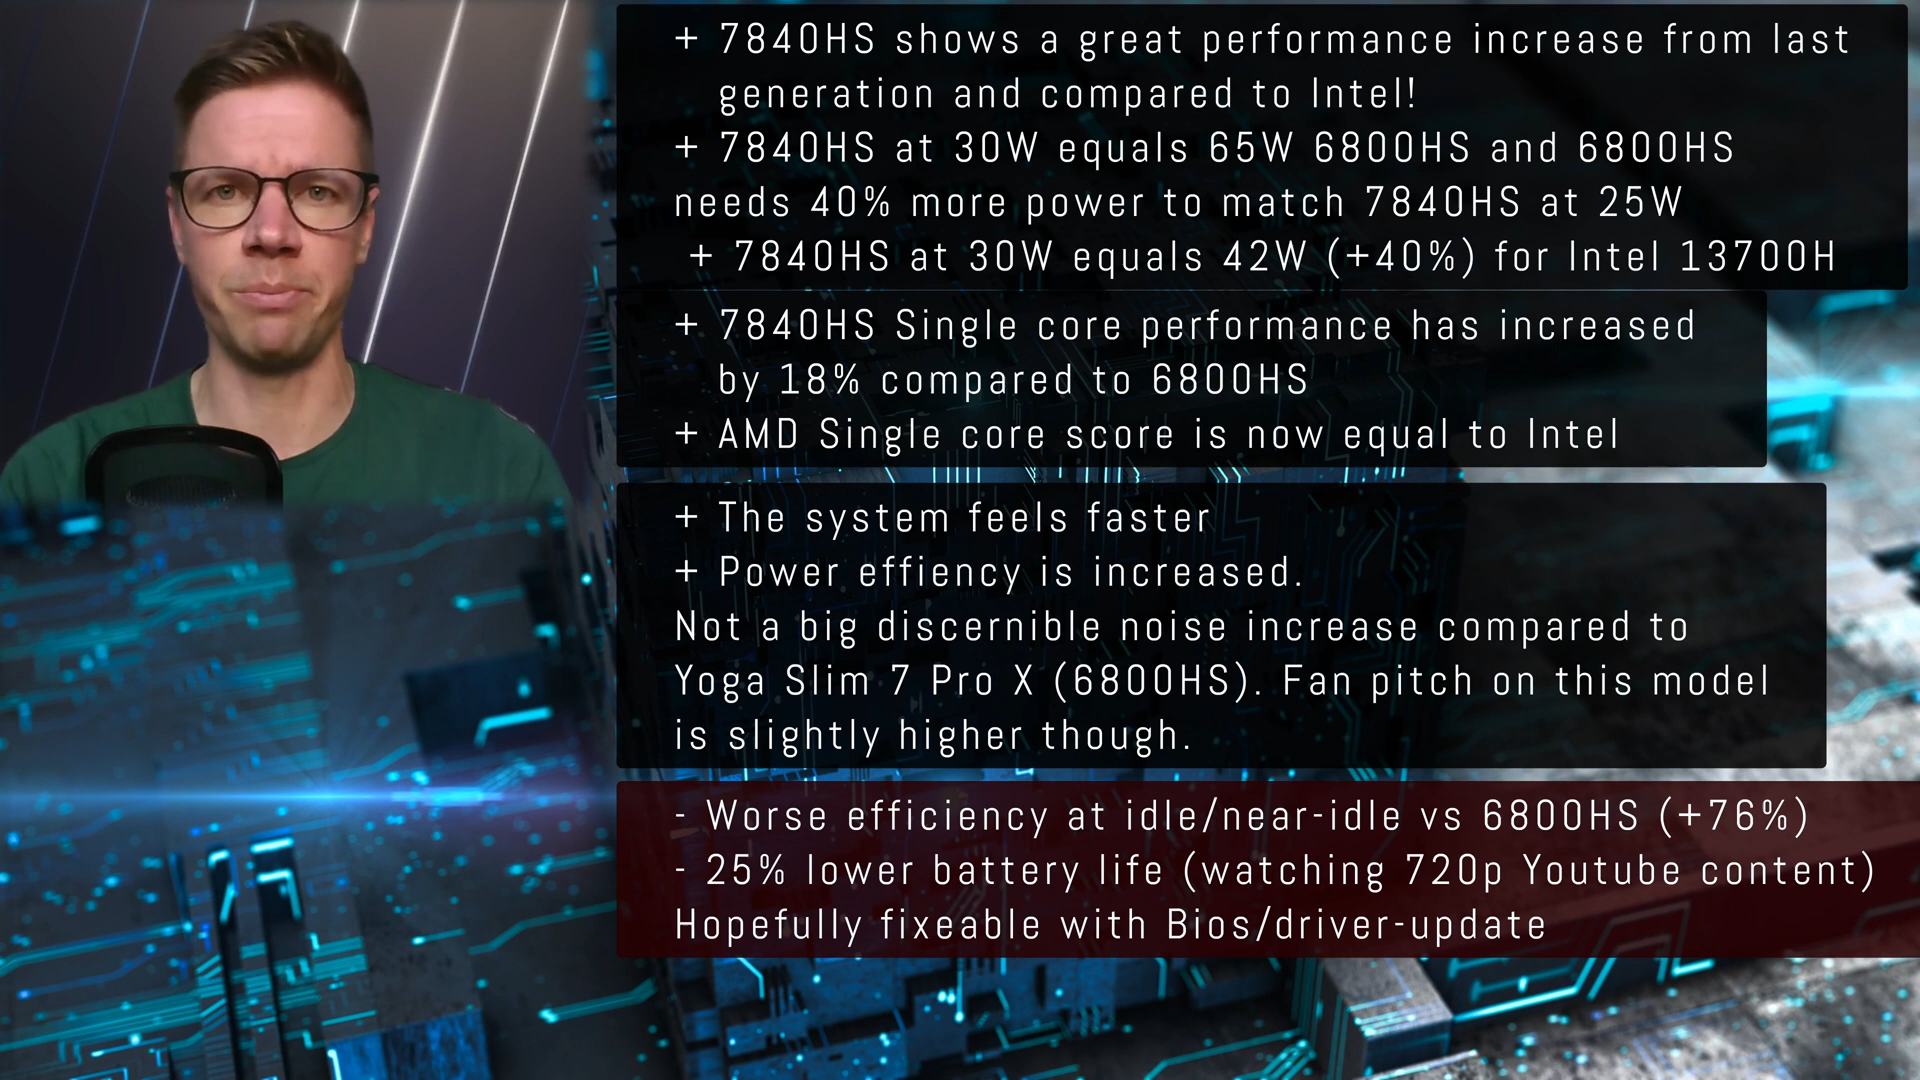 + 7840HS shows a great performance increase from last
generation and compared to Intel!
+ 7840HS at 30W equals 65W 6800HS and 6800HS
needs 40% more power to match 7840HS at 25W
+ 7840HS at 30W equals 42W (+40%) for Intel 13700H
+ 7840HS Single core performance has increased
by 18% compared to 6800HS
+ AMD Single core score is now equal to Intel
+ The system feels faster
+ Power effiency is increased.
Not a big discernible noise increase compared to
Yoga Slim 7 Pro X (6800HS). Fan pitch on this model
is slightly higher though.
- Worse efficiency at idle/near-idle vs 6800HS (+76%)
- 25% lower battery life (watching 720p Youtube content)
Hopefully fixeable with Bios/driver-update